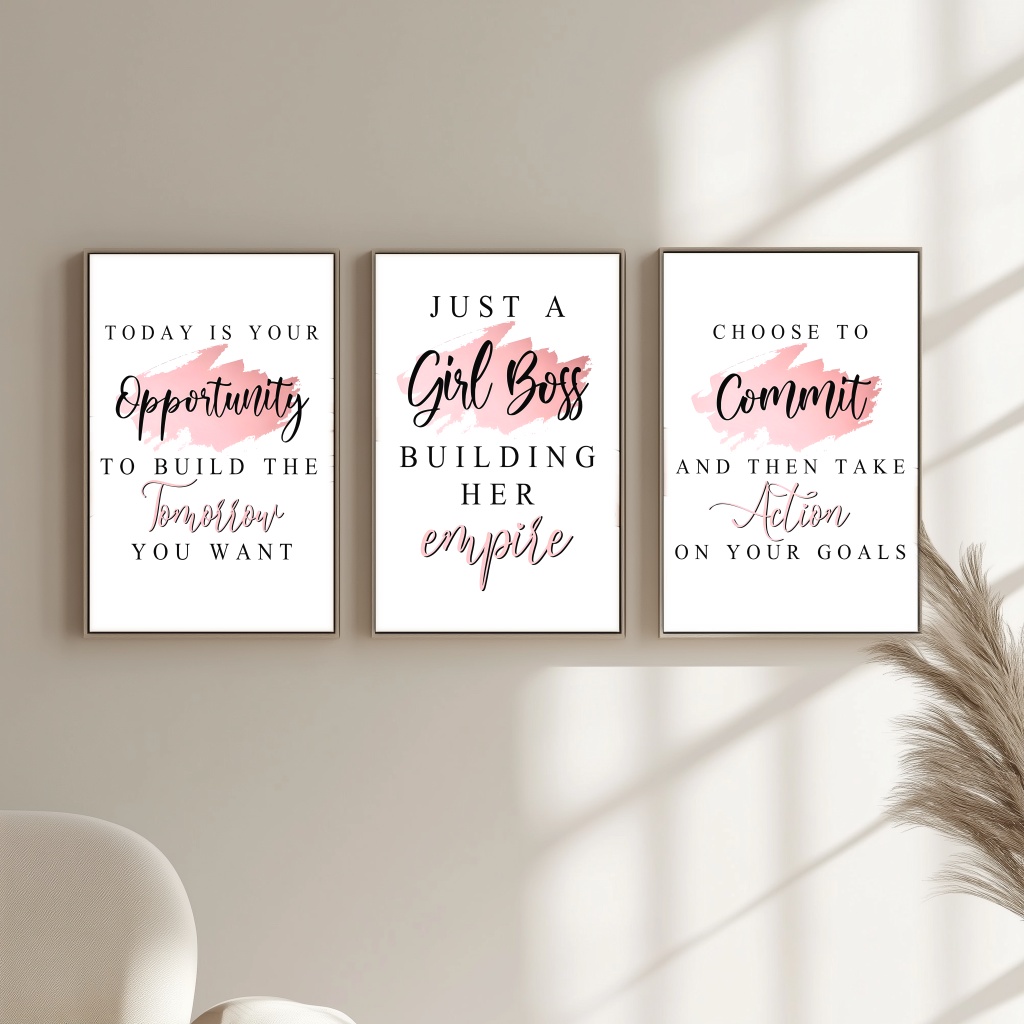 TODAY IS YOUR
Opportunity
TO BUILD THE
Tomorrow
YOU WANT
JUST A
Girl Boss
BUILDING
HER
empire
CHOOSE TO
Commit
AND THEN TAKE
Action
ON YOUR GOALS